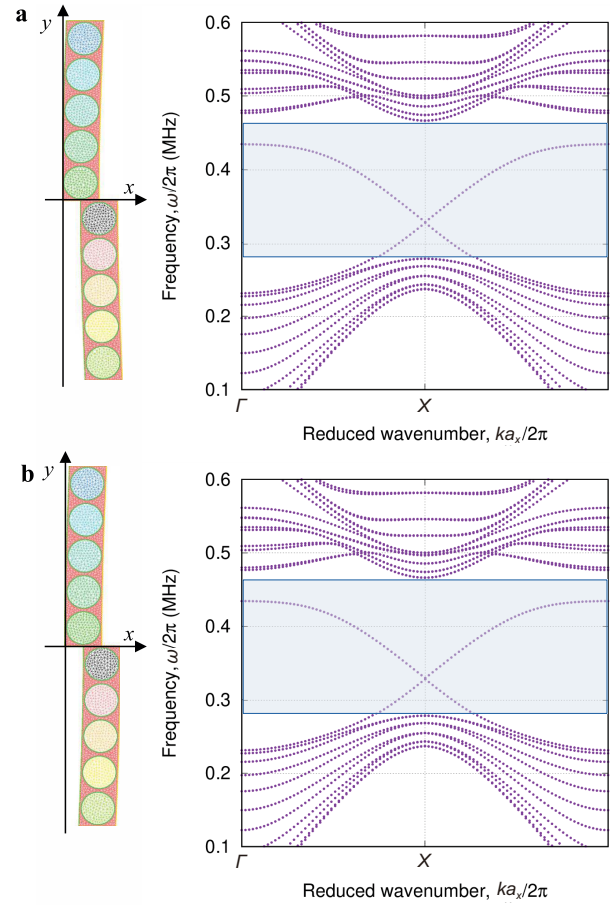 a
y
x
0.6
0.5
0.4
0.3
0.2
0.1
Frequency, ω/2π (MHz)
Γ
X
Reduced wavenumber, kaₓ/2π
b
y
x
0.6
0.5
0.4
0.3
0.2
0.1
Frequency, ω/2π (MHz)
Γ
X
Reduced wavenumber, kaₓ/2π